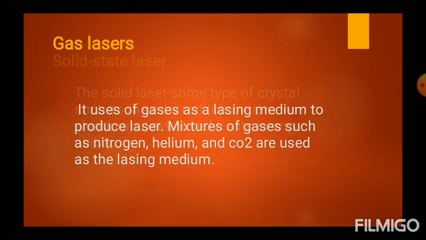 Gas lasers
Solid-state laser
The solid laser some type of crystal
It uses of gases as a lasing medium to
produce laser. Mixtures of gases such
as nitrogen, helium, and co2 are used
as the lasing medium.
FILMIGO